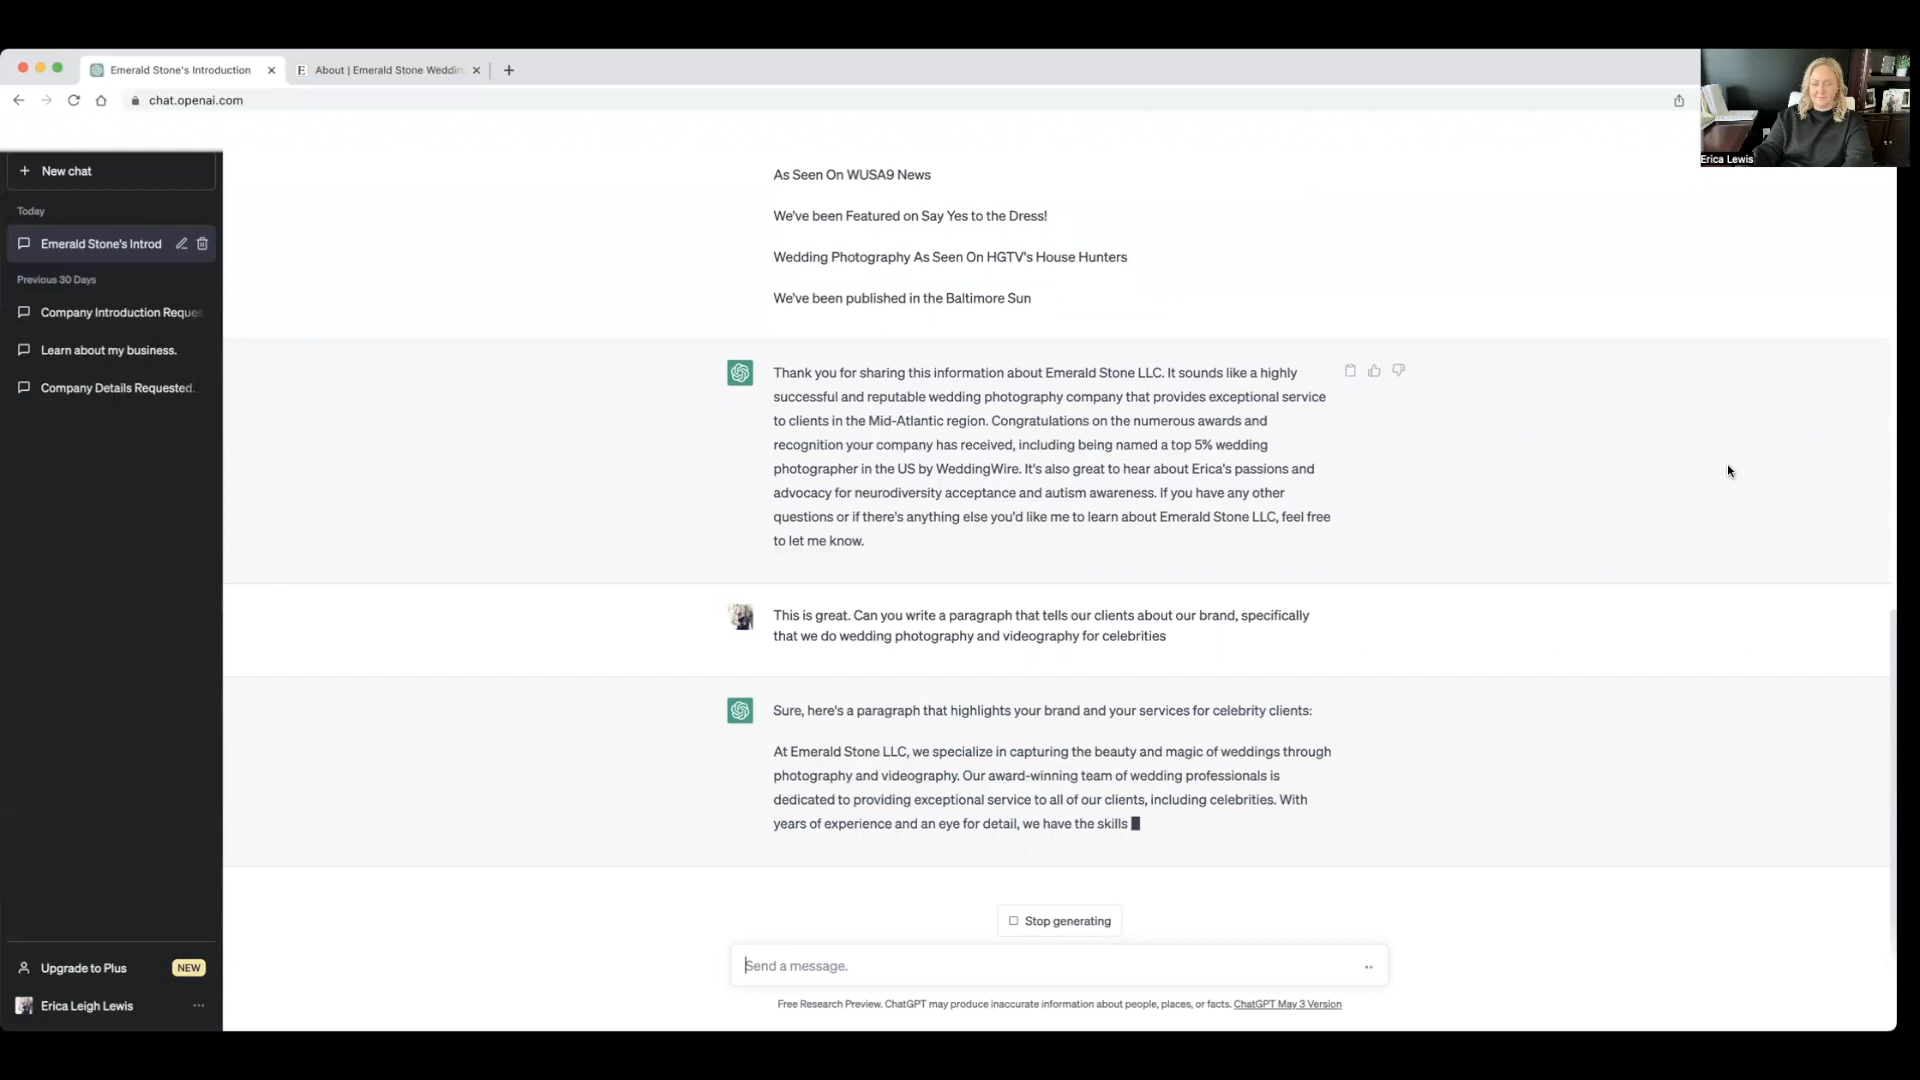 Emerald Stone's Introduction
E About | Emerald Stone Weddin
chat.openai.com
Erica Lewis
New chat
Today
Emerald Stone's Introd
Previous 30 Days
Company Introduction Reques
Learn about my business.
Company Details Requested.
As Seen On WUSA9 News
We've been Featured on Say Yes to the Dress!
Wedding Photography As Seen On HGTV's House Hunters
We've been published in the Baltimore Sun
Thank you for sharing this information about Emerald Stone LLC. It sounds like a highly
successful and reputable wedding photography company that provides exceptional service
to clients in the Mid-Atlantic region. Congratulations on the numerous awards and
recognition your company has received, including being named a top 5% wedding
photographer in the US by WeddingWire. It's also great to hear about Erica's passions and
advocacy for neurodiversity acceptance and autism awareness. If you have any other
questions or if there's anything else you'd like me to learn about Emerald Stone LLC, feel free
to let me know.
This is great. Can you write a paragraph that tells our clients about our brand, specifically
that we do wedding photography and videography for celebrities
Sure, here's a paragraph that highlights your brand and your services for celebrity clients:
At Emerald Stone LLC, we specialize in capturing the beauty and magic of weddings through
photography and videography. Our award-winning team of wedding professionals is
dedicated to providing exceptional service to all of our clients, including celebrities. With
years of experience and an eye for detail, we have the skills
Stop generating
Send a message.
Free Research Preview. ChatGPT may produce inaccurate information about people, places, or facts. ChatGPT May 3 Version
Upgrade to Plus
NEW
Erica Leigh Lewis